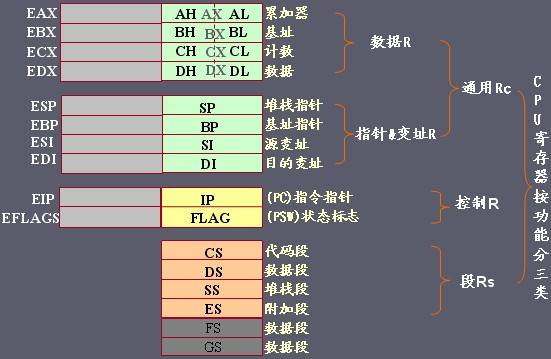 EAX AH AX AL 累加器
EBX BH BX BL 基址
ECX CH CX CL 计数
EDX DH DX DL 数据
数据R
ESP SP 堆栈指针
EBP BP 基址指针
ESI SI 源变址
EDI DI 目的变址
指针&变址R
通用Rc
EIP IP (PC)指令指针
EFLAGS FLAG (PSW)状态标志
控制R
CS 代码段
DS 数据段
SS 堆栈段
ES 附加段
FS 数据段
GS 数据段
段Rs
CPU寄存器按功能分三类